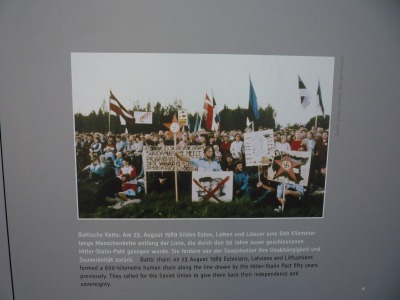 Baltische Kette: Am 23. August 1989 bilden Esten, Letten und Litauer eine 600 Kilometer
lange Menschenkette entlang der Linie, die durch den 50 Jahre zuvor geschlossenen
Hitler-Stalin-Pakt gezogen wurde. Sie fordern von der Sowjetunion ihre Unabhängigkeit und
Souveränität zurück. Baltic chain: on 23 August 1989 Estonians, Latvians and Lithuanians
formed a 600-kilometre human chain along the line drawn by the Hitler-Stalin Pact fifty years
previously. They called for the Soviet Union to give them back their independence and
sovereignty.